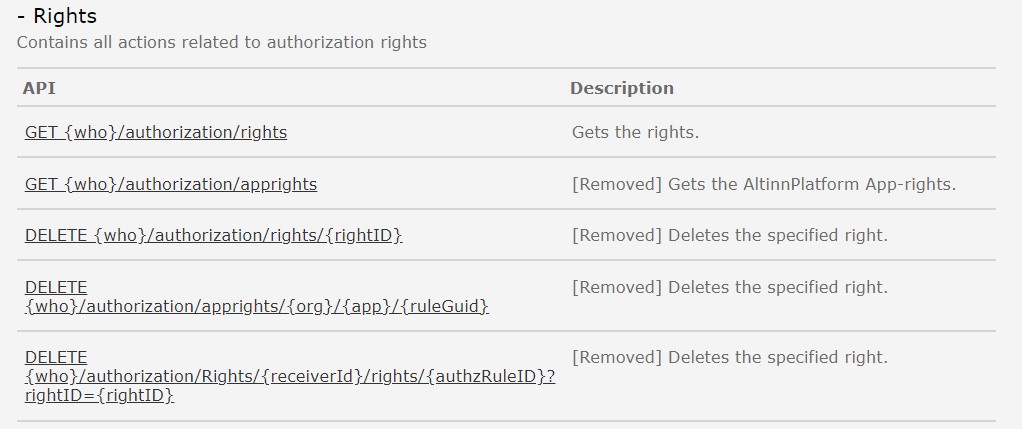 - Rights
Contains all actions related to authorization rights
API Description
GET {who}/authorization/rights Gets the rights.
GET {who}/authorization/apprights [Removed] Gets the AltinnPlatform App-rights.
DELETE {who}/authorization/rights/{rightID} [Removed] Deletes the specified right.
DELETE [Removed] Deletes the specified right.
{who}/authorization/apprights/{org}/{app}/{ruleGuid}
DELETE [Removed] Deletes the specified right.
{who}/authorization/Rights/{receiverId}/rights/{authzRuleID}?
rightID={rightID}